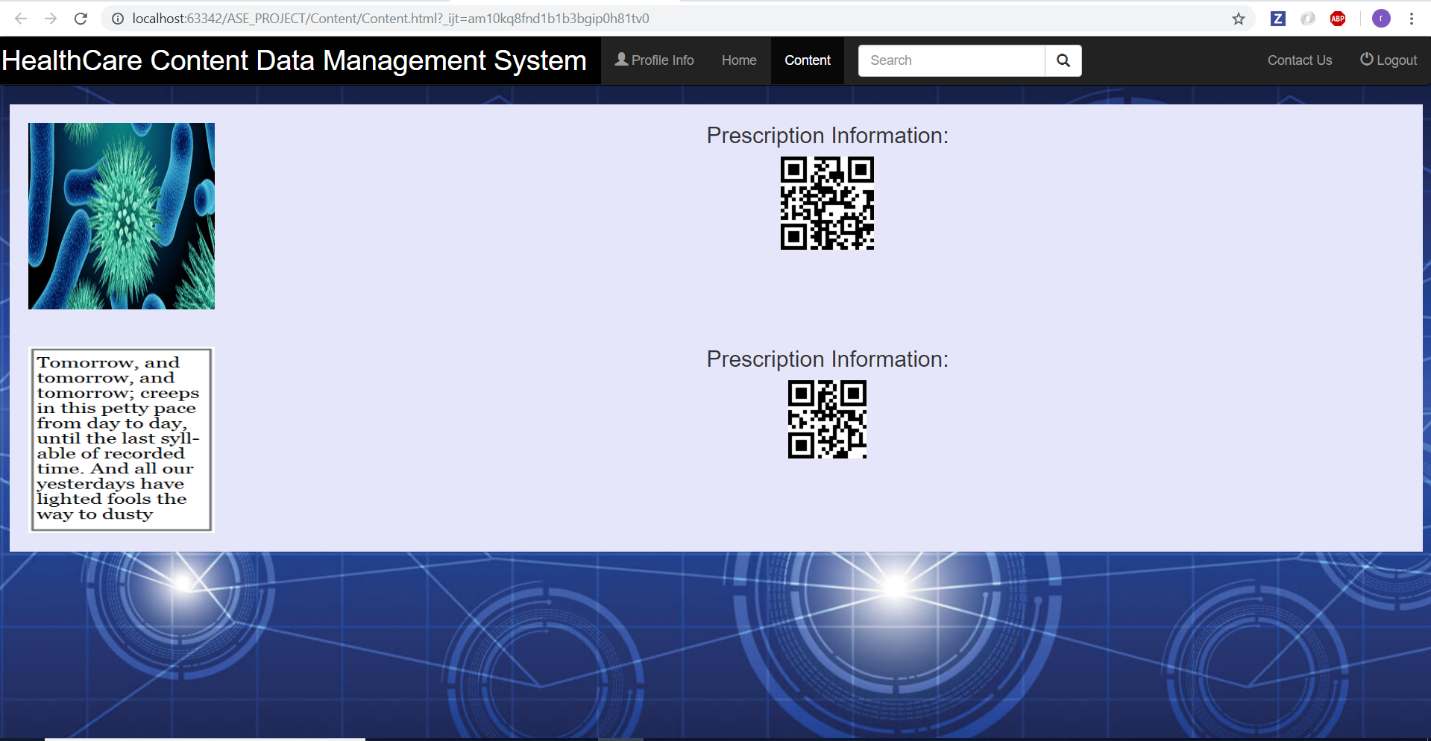 localhost:63342/ASE_PROJECT/Content/Content.html?_ijt=am10kq8fnd1b1b3bgip0h81tv0
Z ABP r
HealthCare Content Data Management System Profile Info Home Content Search Contact Us Logout
Prescription Information:
Prescription Information:
Tomorrow, and
tomorrow, and
tomorrow; creeps
in this petty pace
from day to day,
until the last syll-
able of recorded
time. And all our
yesterdays have
lighted fools the
way to dusty